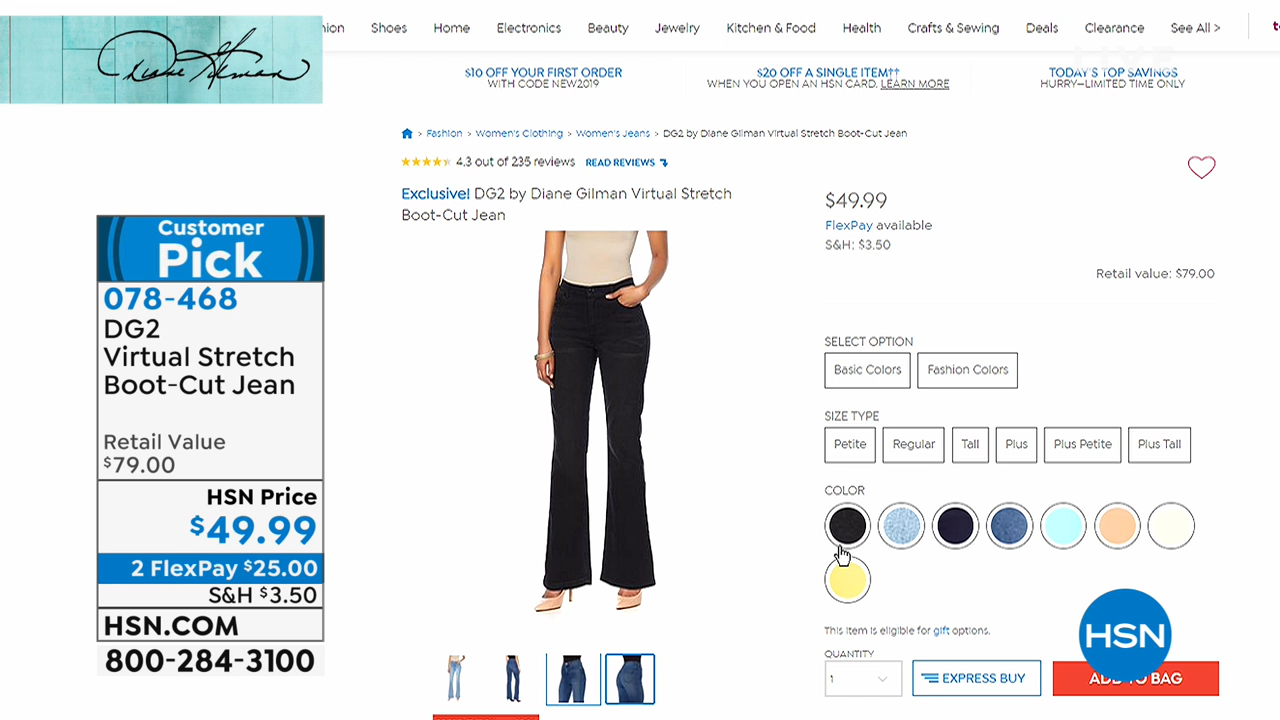 Diane Gilman
Shoes
Home
Electronics
Beauty
Jewelry
Kitchen & Food
Health
Crafts & Sewing
Deals
Clearance
See All >
LIVE
$10 OFF YOUR FIRST ORDER
WITH CODE NEW2019
$20 OFF A SINGLE ITEM††
WHEN YOU OPEN AN HSN CARD. LEARN MORE
TODAY'S TOP SAVINGS
HURRY—LIMITED TIME ONLY
> Fashion > Women's Clothing > Women's Jeans > DG2 by Diane Gilman Virtual Stretch Boot-Cut Jean
4.3 out of 235 reviews READ REVIEWS
Exclusive! DG2 by Diane Gilman Virtual Stretch
Boot-Cut Jean
$49.99
FlexPay available
S&H: $3.50
Retail value: $79.00
SELECT OPTION
Basic Colors
Fashion Colors
SIZE TYPE
Petite
Regular
Tall
Plus
Plus Petite
Plus Tall
COLOR
This item is eligible for gift options.
QUANTITY
1
EXPRESS BUY
HSN
Customer
Pick
078-468
DG2
Virtual Stretch
Boot-Cut Jean
Retail Value
$79.00
HSN Price
$49.99
2 FlexPay $25.00
S&H $3.50
HSN.COM
800-284-3100